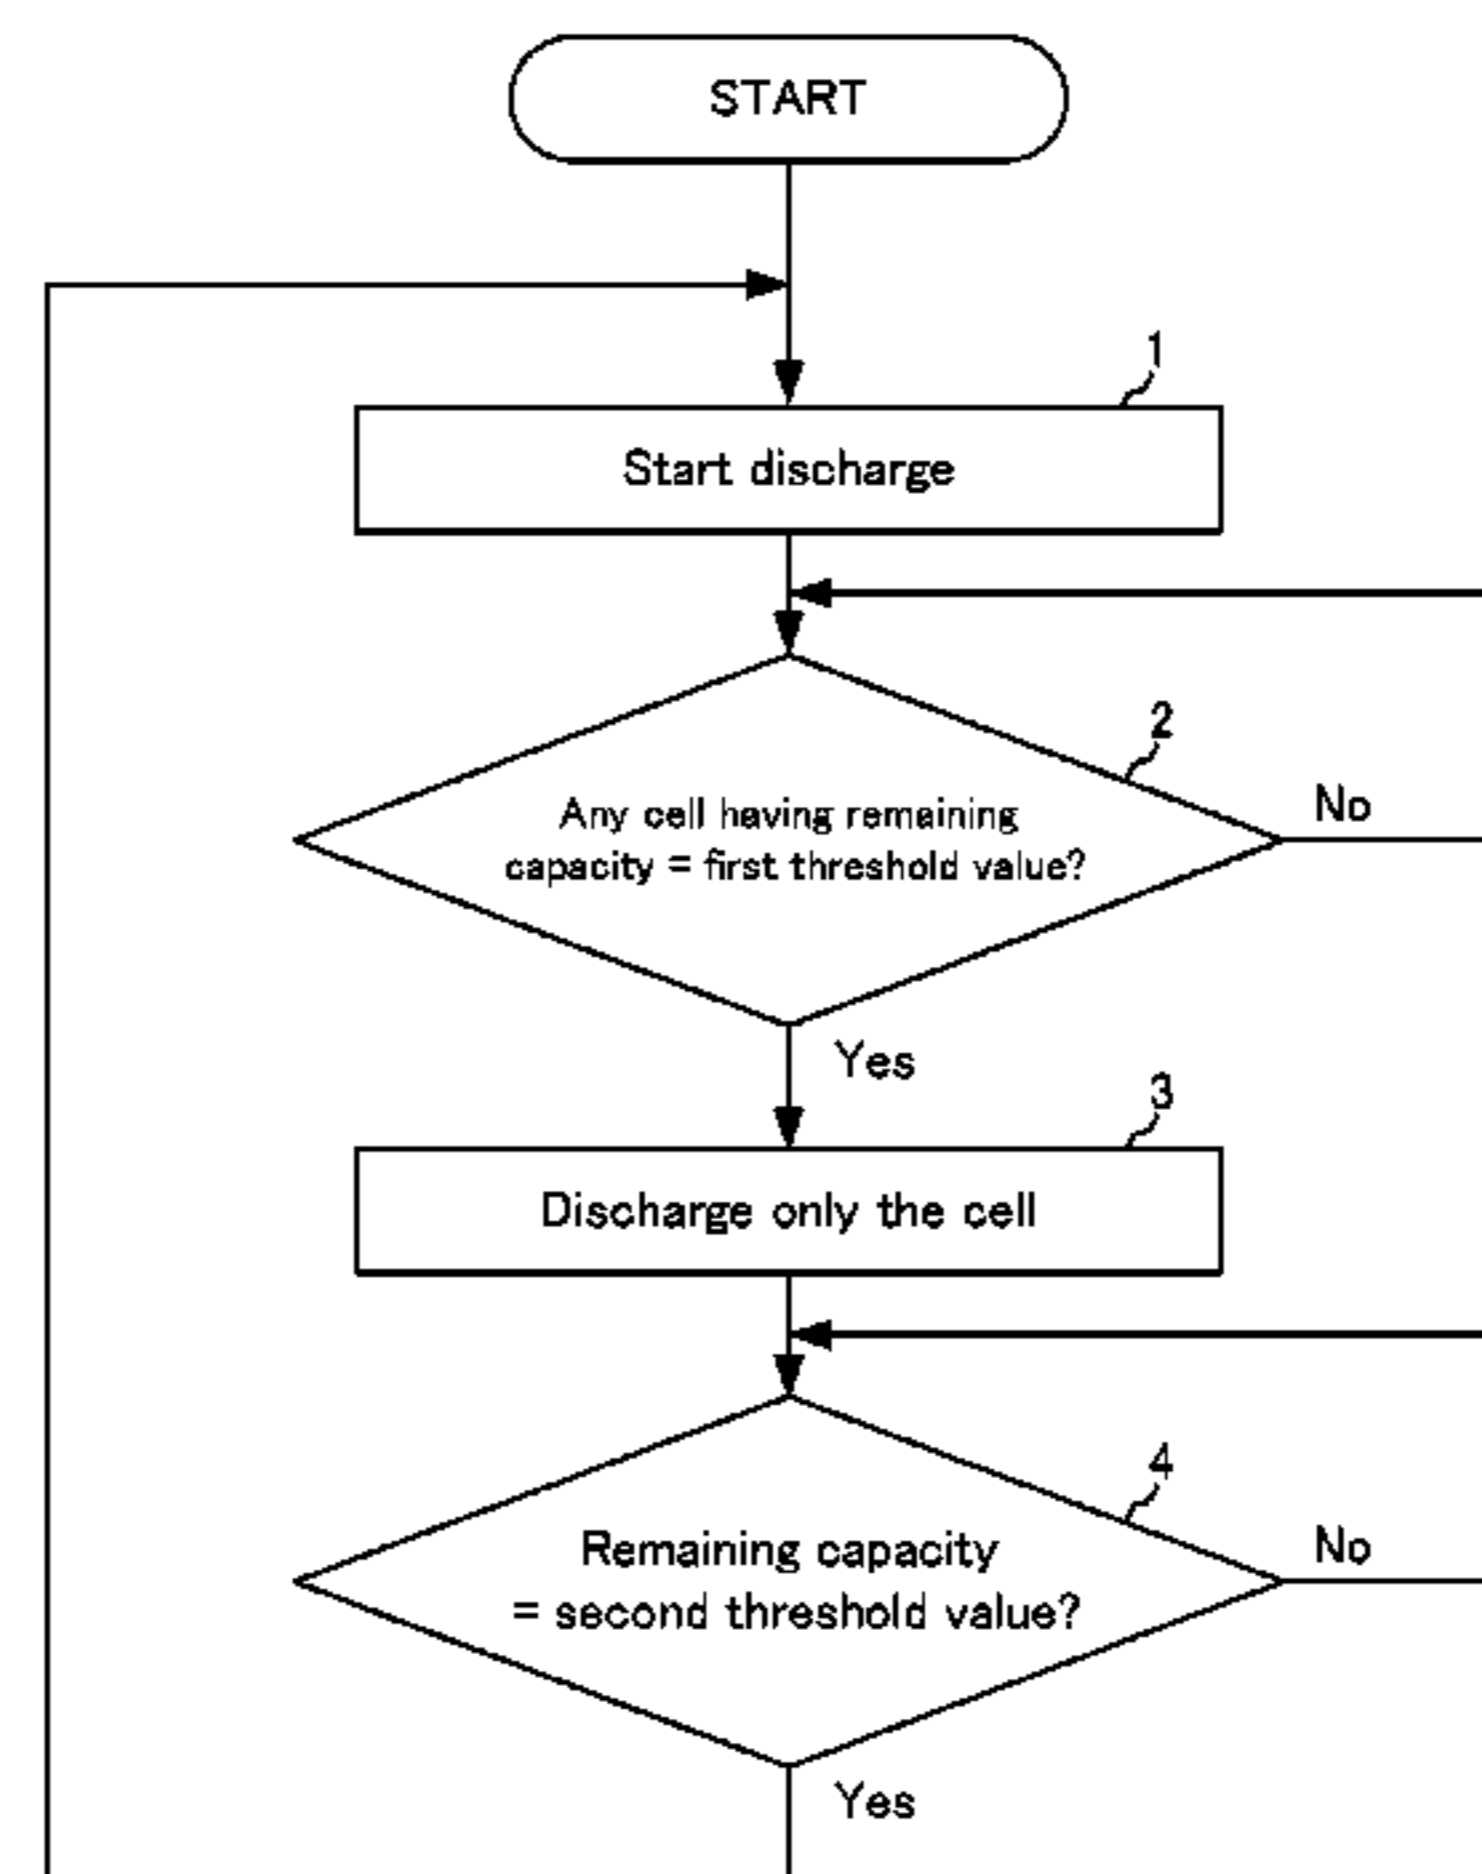 START
1
Start discharge
2
Any cell having remaining
capacity = first threshold value?
No
Yes
3
Discharge only the cell
4
Remaining capacity
= second threshold value?
No
Yes